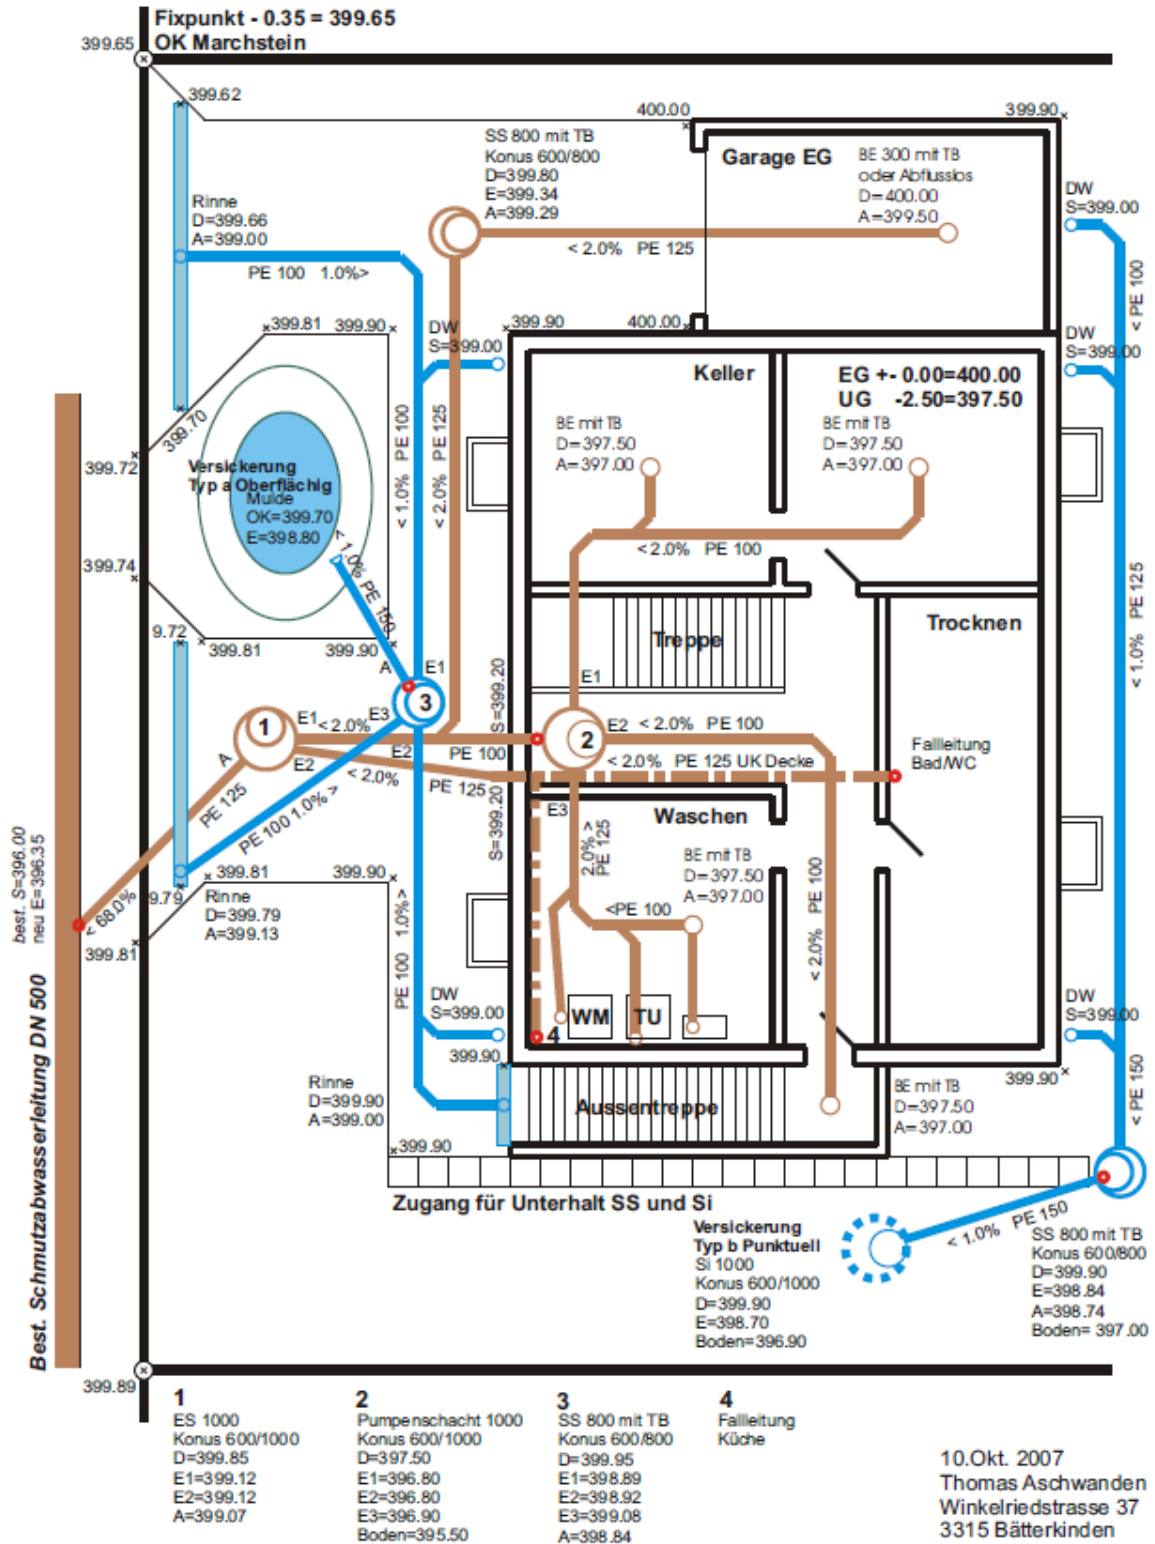 Fixpunkt - 0.35 = 399.65
OK Marchstein
399.65
399.62
400.00
399.90
SS 800 mit TB
Konus 600/800
D=399.80
E=399.34
A=399.29
Garage EG
BE 300 mit TB
oder Abflusslos
D=400.00
A=399.50
DW
S=399.00
Rinne
D=399.66
A=399.00
PE 100 1.0%>
< 2.0% PE 125
< PE 100
399.81
399.90
DW
S=399.00
399.90
400.00
DW
S=399.00
Keller
EG +- 0.00=400.00
UG -2.50=397.50
BE mit TB
D=397.50
A=397.00
BE mit TB
D=397.50
A=397.00
399.70
399.72
Versickerung
Typ a Oberflächig
Mulde
OK=399.70
E=398.80
< 1.0% PE 100
< 2.0% PE 125
< 1.0% PE 150
< 2.0% PE 100
399.74
9.72
399.81
399.90
Treppe
Trocknen
< 1.0% PE 125
A
E1
S=399.20
E1
1
E1
< 2.0%
E3
3
2
E2 < 2.0% PE 100
A
E2
E2
PE 100
< 2.0% PE 125 UK Decke
Fallleitung
Bad/WC
< 2.0%
PE 125
PE 125
PE 100 1.0% >
S=399.20
E3
2.0% >
PE 125
Waschen
BE mit TB
D=397.50
A=397.00
<PE 100
< 2.0% PE 100
best. S=396.00
neu E=396.35
< 68.0%
9.79
399.81
399.90
Rinne
D=399.79
A=399.13
399.81
PE 100 1.0%>
DW
S=399.00
WM
TU
4
DW
S=399.00
399.90
Rinne
D=399.90
A=399.00
Aussentreppe
BE mit TB
D=397.50
A=397.00
399.90
< PE 150
399.90
Best. Schmutzabwasserleitung DN 500
Zugang für Unterhalt SS und Si
Versickerung
Typ b Punktuell
Si 1000
Konus 600/1000
D=399.90
E=398.70
Boden=396.90
< 1.0% PE 150
SS 800 mit TB
Konus 600/800
D=399.90
E=398.84
A=398.74
Boden= 397.00
399.89
1
ES 1000
Konus 600/1000
D=399.85
E1=399.12
E2=399.12
A=399.07
2
Pumpenschacht 1000
Konus 600/1000
D=397.50
E1=396.80
E2=396.80
E3=396.90
Boden=395.50
3
SS 800 mit TB
Konus 600/800
D=399.95
E1=398.89
E2=398.92
E3=399.08
A=398.84
4
Fallleitung
Küche
10.Okt. 2007
Thomas Aschwanden
Winkelriedstrasse 37
3315 Bätterkinden